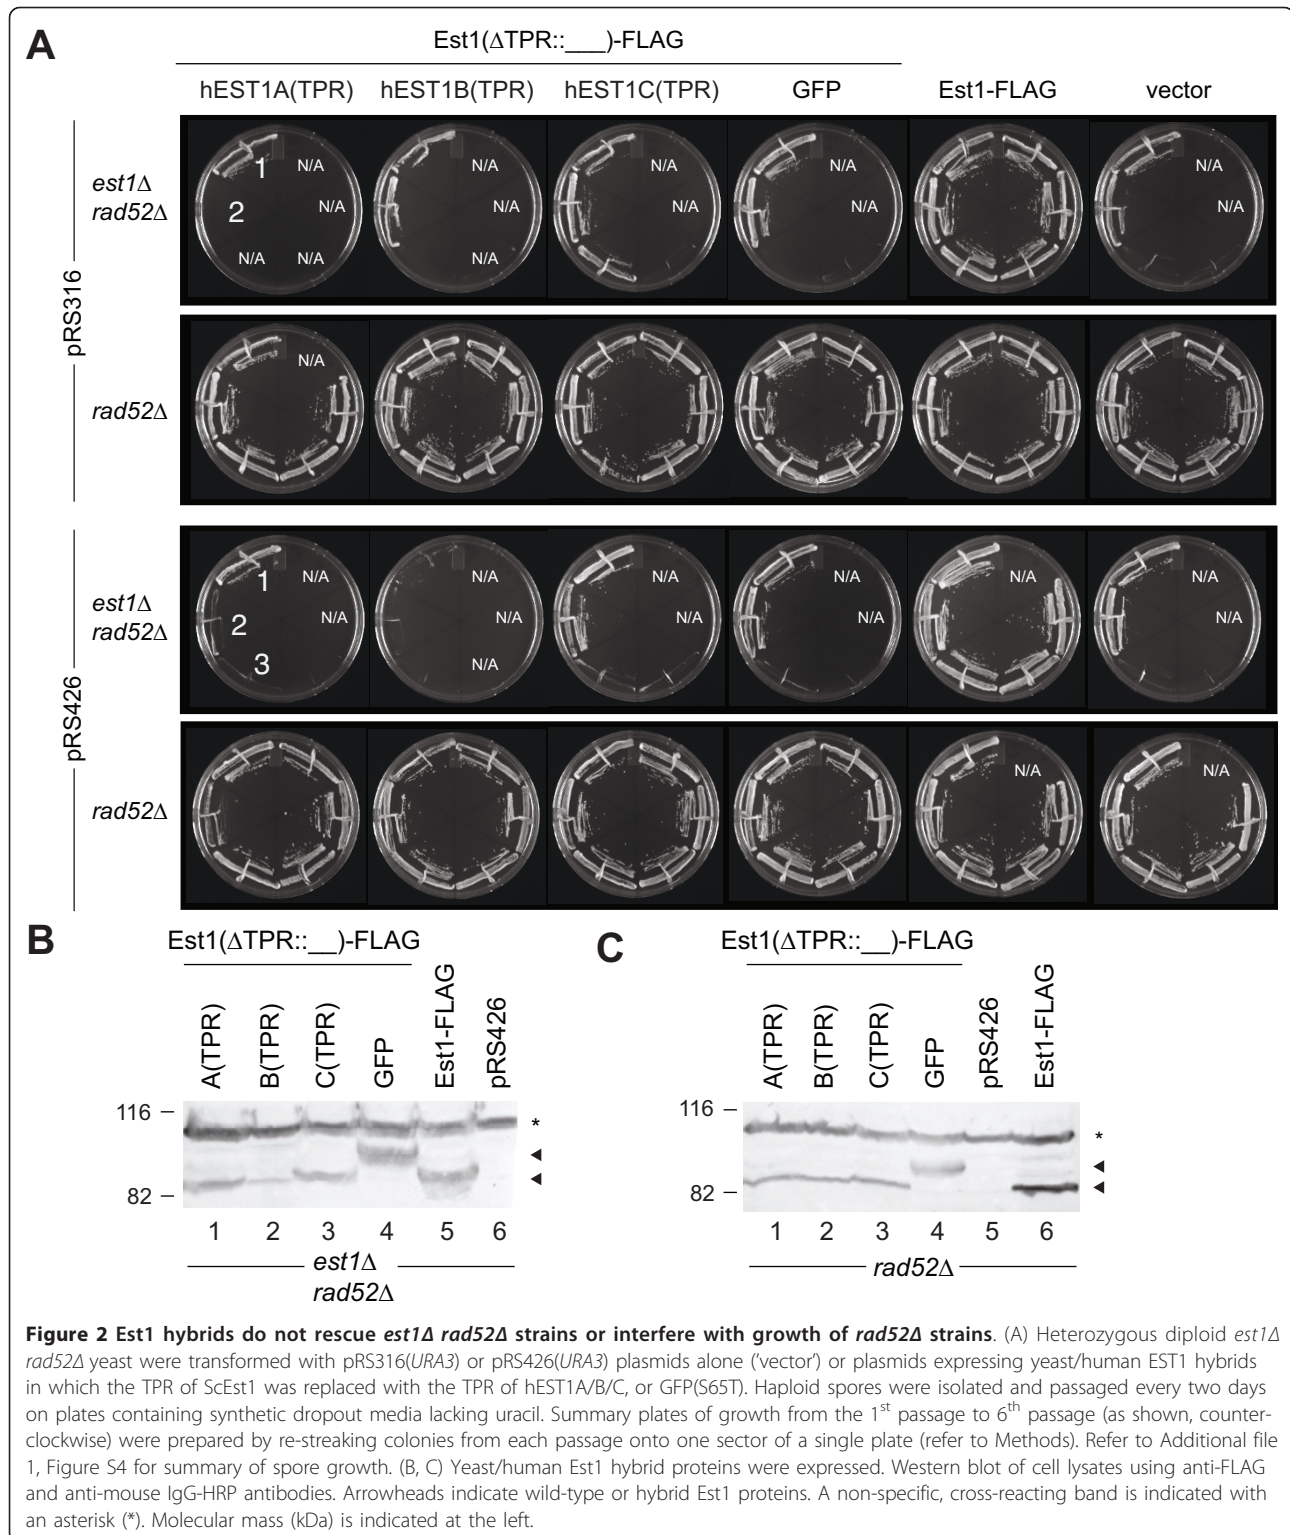 A
Est1(ΔTPR::___)-FLAG
hEST1A(TPR) hEST1B(TPR) hEST1C(TPR) GFP Est1-FLAG vector
pRS316
est1Δ
rad52Δ
1 N/A N/A N/A N/A N/A
2 N/A N/A N/A N/A N/A
N/A N/A N/A
rad52Δ
N/A
pRS426
est1Δ
rad52Δ
1 N/A N/A N/A N/A N/A N/A
2 N/A N/A N/A N/A N/A
3 N/A
rad52Δ
N/A N/A
B
Est1(ΔTPR::__)-FLAG
A(TPR)
B(TPR)
C(TPR)
GFP
Est1-FLAG
pRS426
116
*
82
1 2 3 4 5 6
est1Δ
rad52Δ
C
Est1(ΔTPR::__)-FLAG
A(TPR)
B(TPR)
C(TPR)
GFP
pRS426
Est1-FLAG
116
*
82
1 2 3 4 5 6
rad52Δ
Figure 2 Est1 hybrids do not rescue est1Δ rad52Δ strains or interfere with growth of rad52Δ strains. (A) Heterozygous diploid est1Δ
rad52Δ yeast were transformed with pRS316(URA3) or pRS426(URA3) plasmids alone ('vector') or plasmids expressing yeast/human EST1 hybrids
in which the TPR of ScEst1 was replaced with the TPR of hEST1A/B/C, or GFP(S65T). Haploid spores were isolated and passaged every two days
on plates containing synthetic dropout media lacking uracil. Summary plates of growth from the 1st passage to 6th passage (as shown, counter-
clockwise) were prepared by re-streaking colonies from each passage onto one sector of a single plate (refer to Methods). Refer to Additional file
1, Figure S4 for summary of spore growth. (B, C) Yeast/human Est1 hybrid proteins were expressed. Western blot of cell lysates using anti-FLAG
and anti-mouse IgG-HRP antibodies. Arrowheads indicate wild-type or hybrid Est1 proteins. A non-specific, cross-reacting band is indicated with
an asterisk (*). Molecular mass (kDa) is indicated at the left.